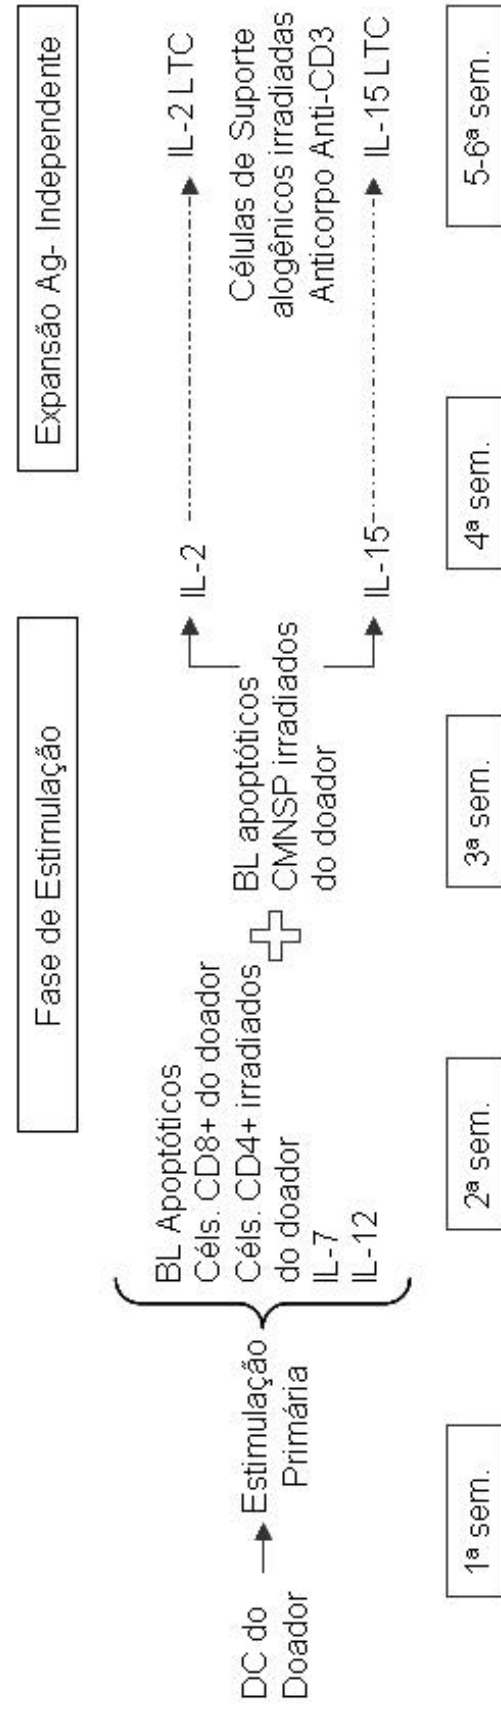 Fase de Estimulação
Expansão Ag- Independente
DC do
Doador
Estimulação
Primária
BL Apoptóticos
Céls. CD8+ do doador
Céls. CD4+ irradiados
do doador
IL-7
IL-12
BL apoptóticos
CMNSP irradiados
do doador
IL-2
IL-15
IL-2 LTC
Células de Suporte
alogênicos irradiadas
Anticorpo Anti-CD3
IL-15 LTC
1ª sem.
2ª sem.
3ª sem.
4ª sem.
5-6ª sem.